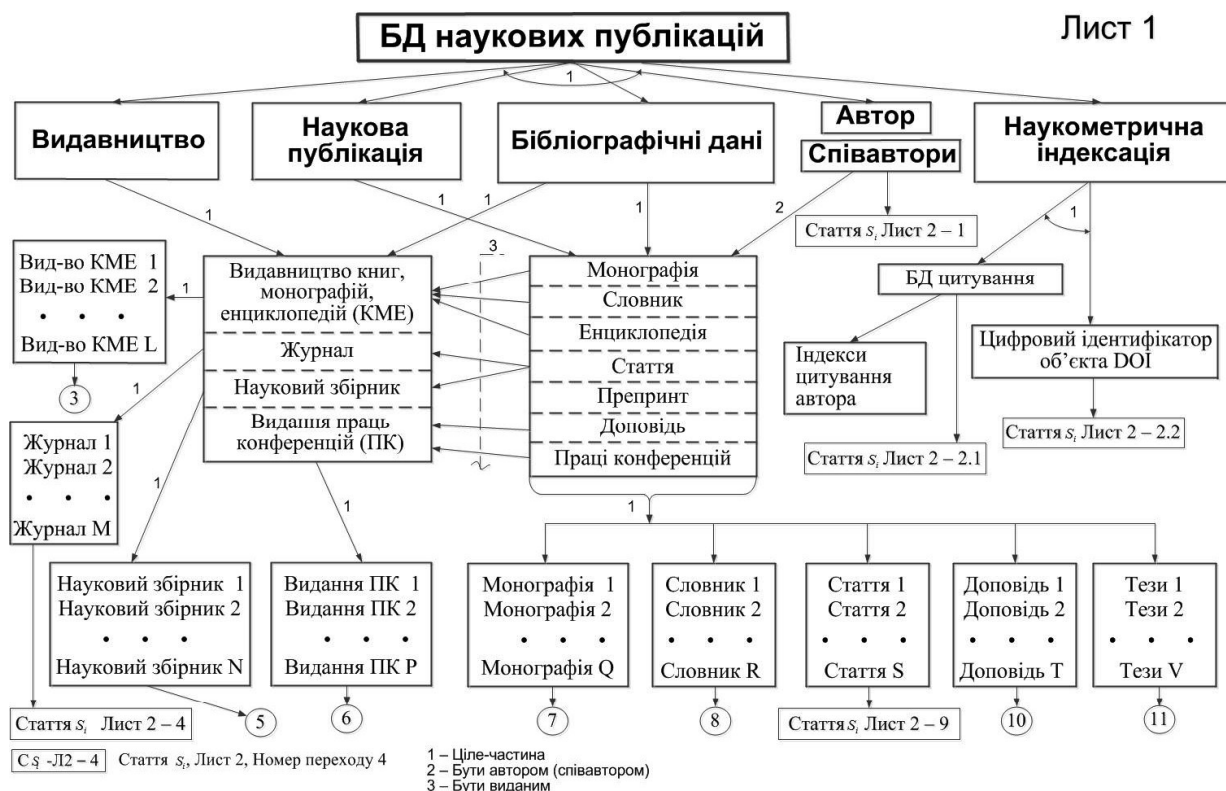 БД наукових публікацій
Лист 1
1
Видавництво
Наукова
публікація
Бібліографічні дані
Автор
Співавтори
Наукометрична
індексація
1
1
1
1
2
1
Стаття sᵢ Лист 2 – 1
БД цитування
Індекси
цитування
автора
Цифровий ідентифікатор
об’єкта DOI
Стаття sᵢ Лист 2 – 2.2
Стаття sᵢ Лист 2 – 2.1
Вид-во КМЕ 1
Вид-во КМЕ 2
. . .
Вид-во КМЕ L
3
1
Видавництво книг,
монографій,
енциклопедій (КМЕ)
Журнал
Науковий збірник
Видання праць
конференцій (ПК)
3
Монографія
Словник
Енциклопедія
Стаття
Препринт
Доповідь
Праці конференцій
1
1
1
1
Журнал 1
Журнал 2
. . .
Журнал M
Науковий збірник 1
Науковий збірник 2
. . .
Науковий збірник N
Видання ПК 1
Видання ПК 2
. . .
Видання ПК P
Монографія 1
Монографія 2
. . .
Монографія Q
Словник 1
Словник 2
. . .
Словник R
Стаття 1
Стаття 2
. . .
Стаття S
Доповідь 1
Доповідь 2
. . .
Доповідь T
Тези 1
Тези 2
. . .
Тези V
Стаття sᵢ Лист 2 – 4
5
6
7
8
Стаття sᵢ Лист 2 – 9
10
11
С sᵢ -Л2 – 4 Стаття sᵢ, Лист 2, Номер переходу 4
1 – Ціле-частина
2 – Бути автором (співавтором)
3 – Бути виданим